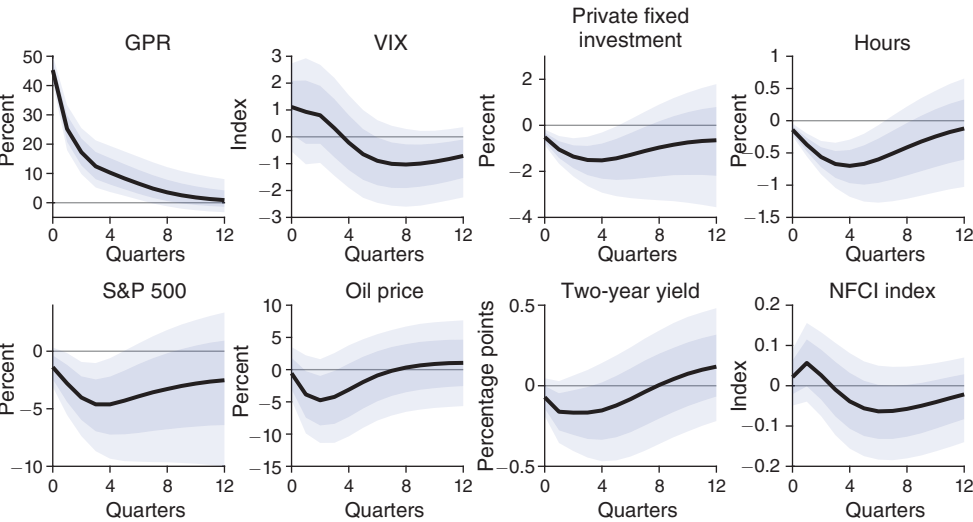 GPR
Percent
50
40
30
20
10
0
0 4 8 12
Quarters
VIX
Index
3
2
1
0
−1
−2
−3
0 4 8 12
Quarters
Private fixed
investment
Percent
2
0
−2
−4
0 4 8 12
Quarters
Hours
Percent
1
0.5
0
−0.5
−1
−1.5
0 4 8 12
Quarters
S&P 500
Percent
0
−5
−10
0 4 8 12
Quarters
Oil price
Percent
10
5
0
−5
−10
−15
0 4 8 12
Quarters
Two-year yield
Percentage points
0.5
0
−0.5
0 4 8 12
Quarters
NFCI index
Index
0.2
0.1
0
−0.1
−0.2
0 4 8 12
Quarters